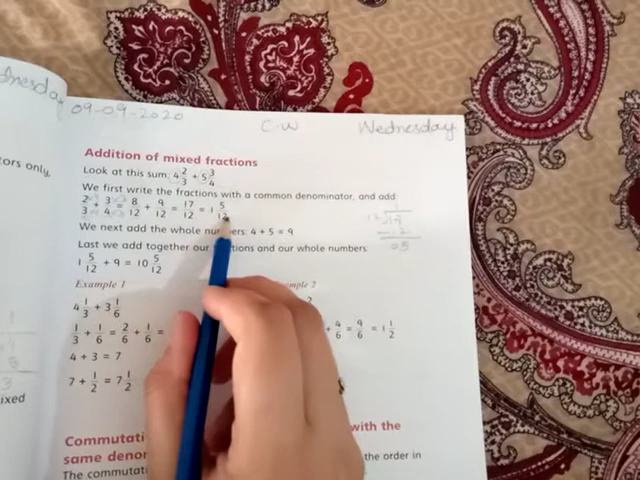 Wednesday
09-09-2020
C.W
Wednesday
tors only,
Addition of mixed fractions
Look at this sum: 4 2/3 + 5 3/4
We first write the fractions with a common denominator, and add
2/3 + 3/4 = 8/12 + 9/12 = 17/12 = 1 5/12
We next add the whole numbers: 4 + 5 = 9
Last we add together our fractions and our whole numbers
1 5/12 + 9 = 10 5/12
05
Example 1
4 1/3 + 3 1/6
1/3 + 1/6 = 2/6 + 1/6 =
4 + 3 = 7
7 + 1/2 = 7 1/2
mple 2
+ 4/6 = 9/6 = 1 1/2
ixed
Commutati
with the
same deno
The commutat
the order in